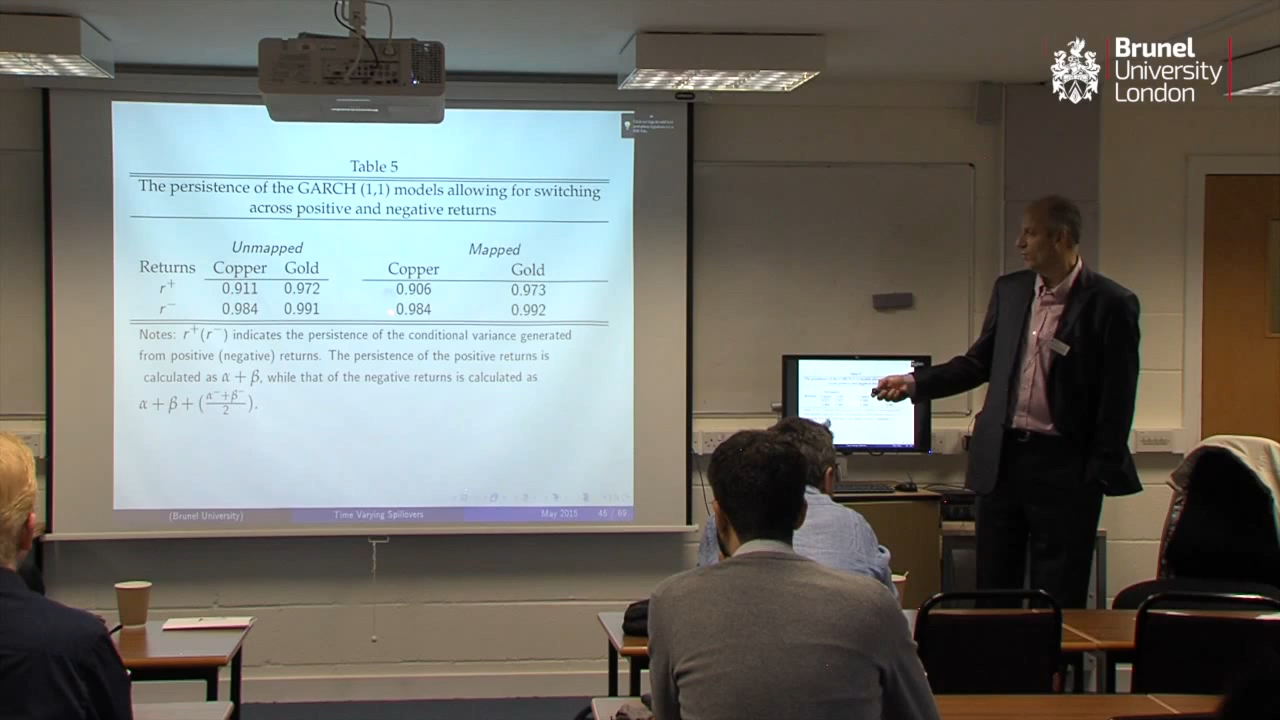 Brunel
University
London
Table 5
The persistence of the GARCH (1,1) models allowing for switching
across positive and negative returns
Unmapped Mapped
Returns Copper Gold Copper Gold
r⁺ 0.911 0.972 0.906 0.973
r⁻ 0.984 0.991 0.984 0.992
Notes: r⁺(r⁻) indicates the persistence of the conditional variance generated
from positive (negative) returns. The persistence of the positive returns is
calculated as α + β, while that of the negative returns is calculated as
α + β + (α⁻+β⁻/2).
(Brunel University) Time Varying Spillovers May 2015 46 / 69